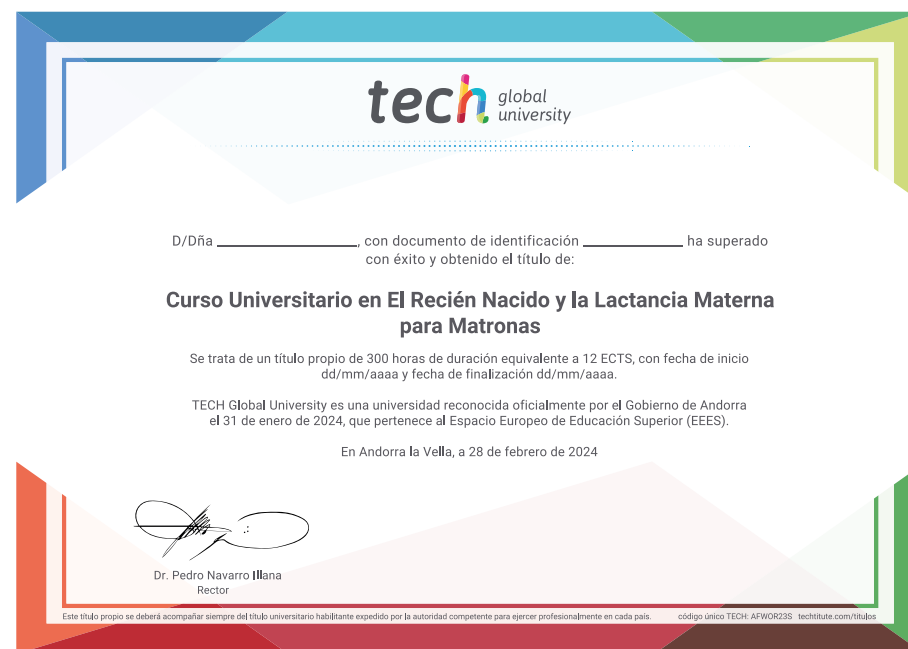 tech global university
D/Dña ____________________, con documento de identificación ______________ ha superado
con éxito y obtenido el título de:
Curso Universitario en El Recién Nacido y la Lactancia Materna
para Matronas
Se trata de un título propio de 300 horas de duración equivalente a 12 ECTS, con fecha de inicio
dd/mm/aaaa y fecha de finalización dd/mm/aaaa.
TECH Global University es una universidad reconocida oficialmente por el Gobierno de Andorra
el 31 de enero de 2024, que pertenece al Espacio Europeo de Educación Superior (EEES).
En Andorra la Vella, a 28 de febrero de 2024
Dr. Pedro Navarro Illana
Rector
Este título propio se deberá acompañar siempre del título universitario habilitante expedido por la autoridad competente para ejercer profesionalmente en cada país. código único TECH: AFWOR23S techtitute.com/titulos